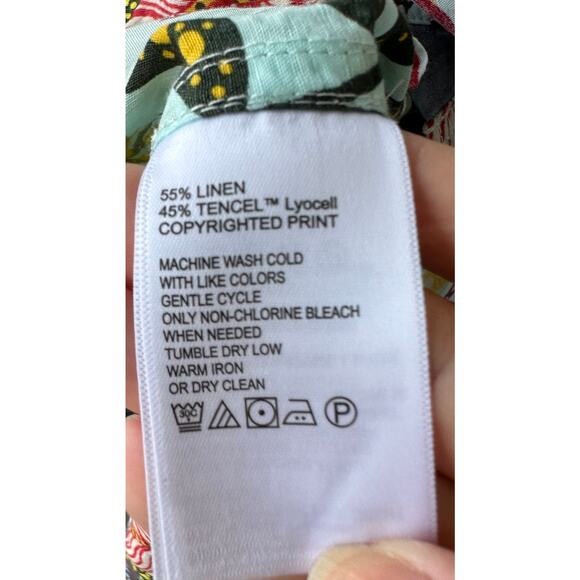 55% LINEN
45% TENCEL™ Lyocell
COPYRIGHTED PRINT
MACHINE WASH COLD
WITH LIKE COLORS
GENTLE CYCLE
ONLY NON-CHLORINE BLEACH
WHEN NEEDED
TUMBLE DRY LOW
WARM IRON
OR DRY CLEAN
30C P